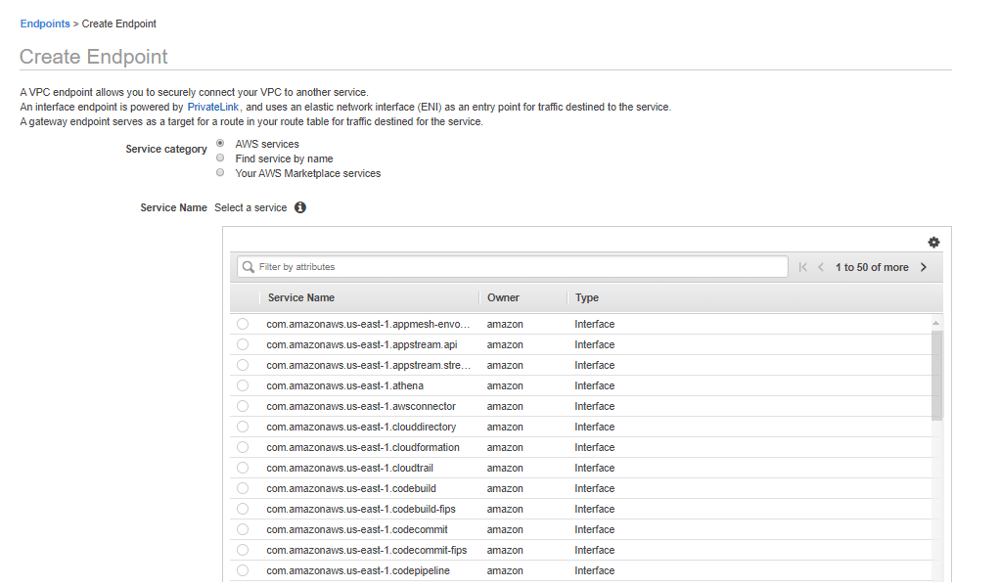 Endpoints > Create Endpoint
Create Endpoint
A VPC endpoint allows you to securely connect your VPC to another service.
An interface endpoint is powered by PrivateLink, and uses an elastic network interface (ENI) as an entry point for traffic destined to the service.
A gateway endpoint serves as a target for a route in your route table for traffic destined for the service.
Service category
AWS services
Find service by name
Your AWS Marketplace services
Service Name Select a service
Filter by attributes
1 to 50 of more
Service Name Owner Type
com.amazonaws.us-east-1.appmesh-envo... amazon Interface
com.amazonaws.us-east-1.appstream.api amazon Interface
com.amazonaws.us-east-1.appstream.stre... amazon Interface
com.amazonaws.us-east-1.athena amazon Interface
com.amazonaws.us-east-1.awsconnector amazon Interface
com.amazonaws.us-east-1.clouddirectory amazon Interface
com.amazonaws.us-east-1.cloudformation amazon Interface
com.amazonaws.us-east-1.cloudtrail amazon Interface
com.amazonaws.us-east-1.codebuild amazon Interface
com.amazonaws.us-east-1.codebuild-fips amazon Interface
com.amazonaws.us-east-1.codecommit amazon Interface
com.amazonaws.us-east-1.codecommit-fips amazon Interface
com.amazonaws.us-east-1.codepipeline amazon Interface